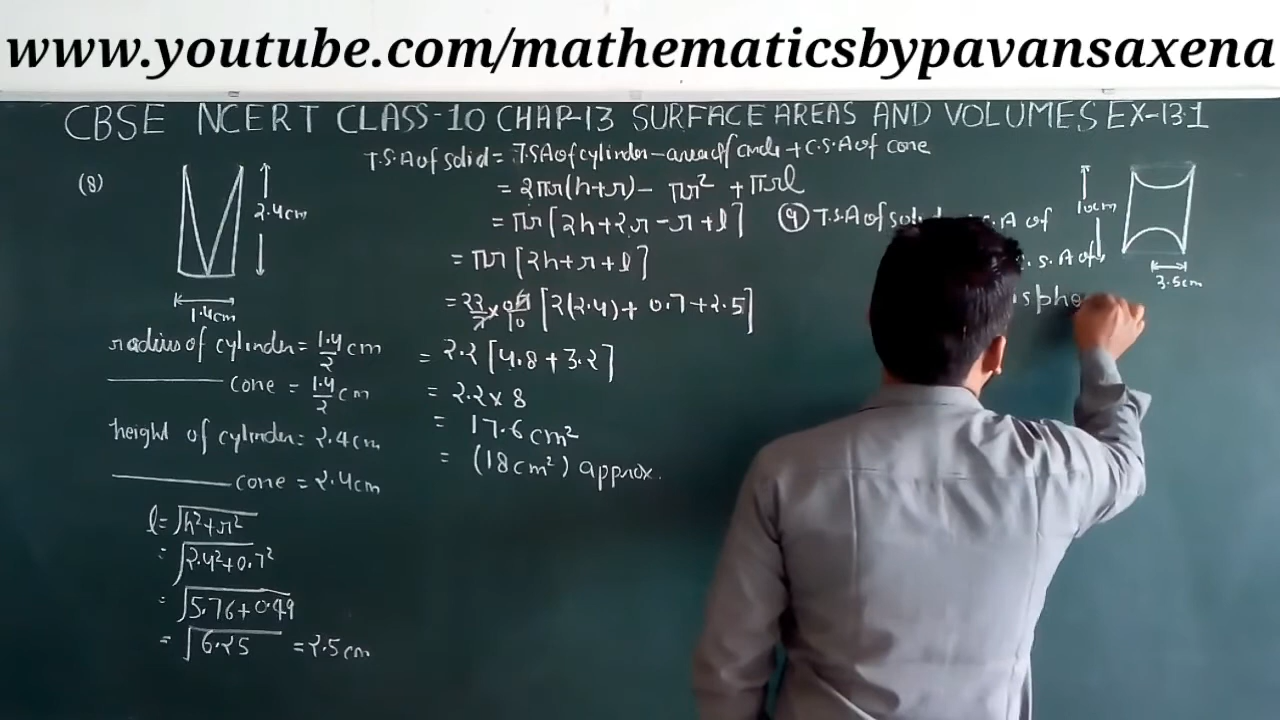 www.youtube.com/mathematicsbypavansaxena
CBSE NCERT CLASS-10 CHAP-13 SURFACE AREAS AND VOLUMES EX-13.1
T.S.A of solid = T.S.A of cylinder - area of circle + C.S.A of cone
(8)
2.4cm
1.4cm
= 2πr(h+r) - πr² + πrl
= πr[2h+2r-r+l]
= πr[2h+r+l]
= 22/7 × 0.7/10 [2(2.4) + 0.7 + 2.5]
= 2.2 [4.8 + 3.2]
= 2.2 × 8
= 17.6 cm²
= (18cm²) approx.
radius of cylinder = 1.4/2 cm
cone = 1.4/2 cm
height of cylinder = 2.4cm
cone = 2.4cm
l = √h²+r²
= √2.4²+0.7²
= √5.76+0.49
= √6.25 = 2.5cm
(9) T.S.A of solid .S.A of
.S.A of
isphe
10cm
3.5cm